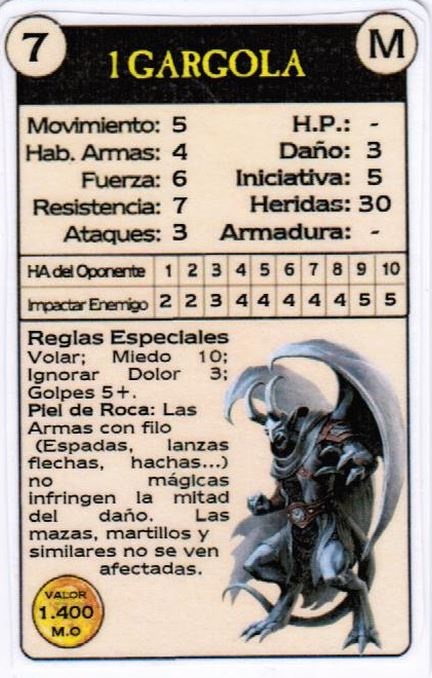 7
1 GARGOLA
M
Movimiento: 5 H.P.: -
Hab. Armas: 4 Daño: 3
Fuerza: 6 Iniciativa: 5
Resistencia: 7 Heridas: 30
Ataques: 3 Armadura: -
HA del Oponente 1 2 3 4 5 6 7 8 9 10
Impactar Enemigo 2 2 3 4 4 4 4 4 5 5
Reglas Especiales
Volar; Miedo 10;
Ignorar Dolor 3;
Golpes 5+.
Piel de Roca: Las
Armas con filo
(Espadas, lanzas
flechas, hachas...)
no mágicas
infringen la mitad
del daño. Las
mazas, martillos y
similares no se ven
afectadas.
VALOR
1.400
M.O